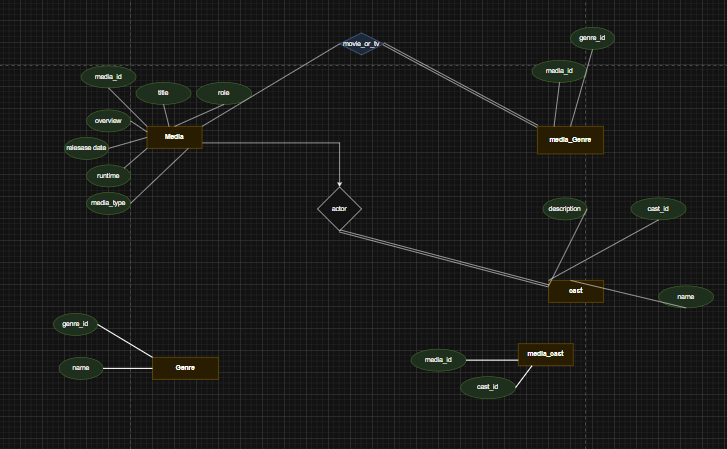 genre_id
movie_or_tv
media_id
media_id
title
role
overview
Media
media_Genre
relesase date
runtime
media_type
actor
description
cast_id
cast
name
genre_id
media_cast
media_id
name
Genre
cast_id